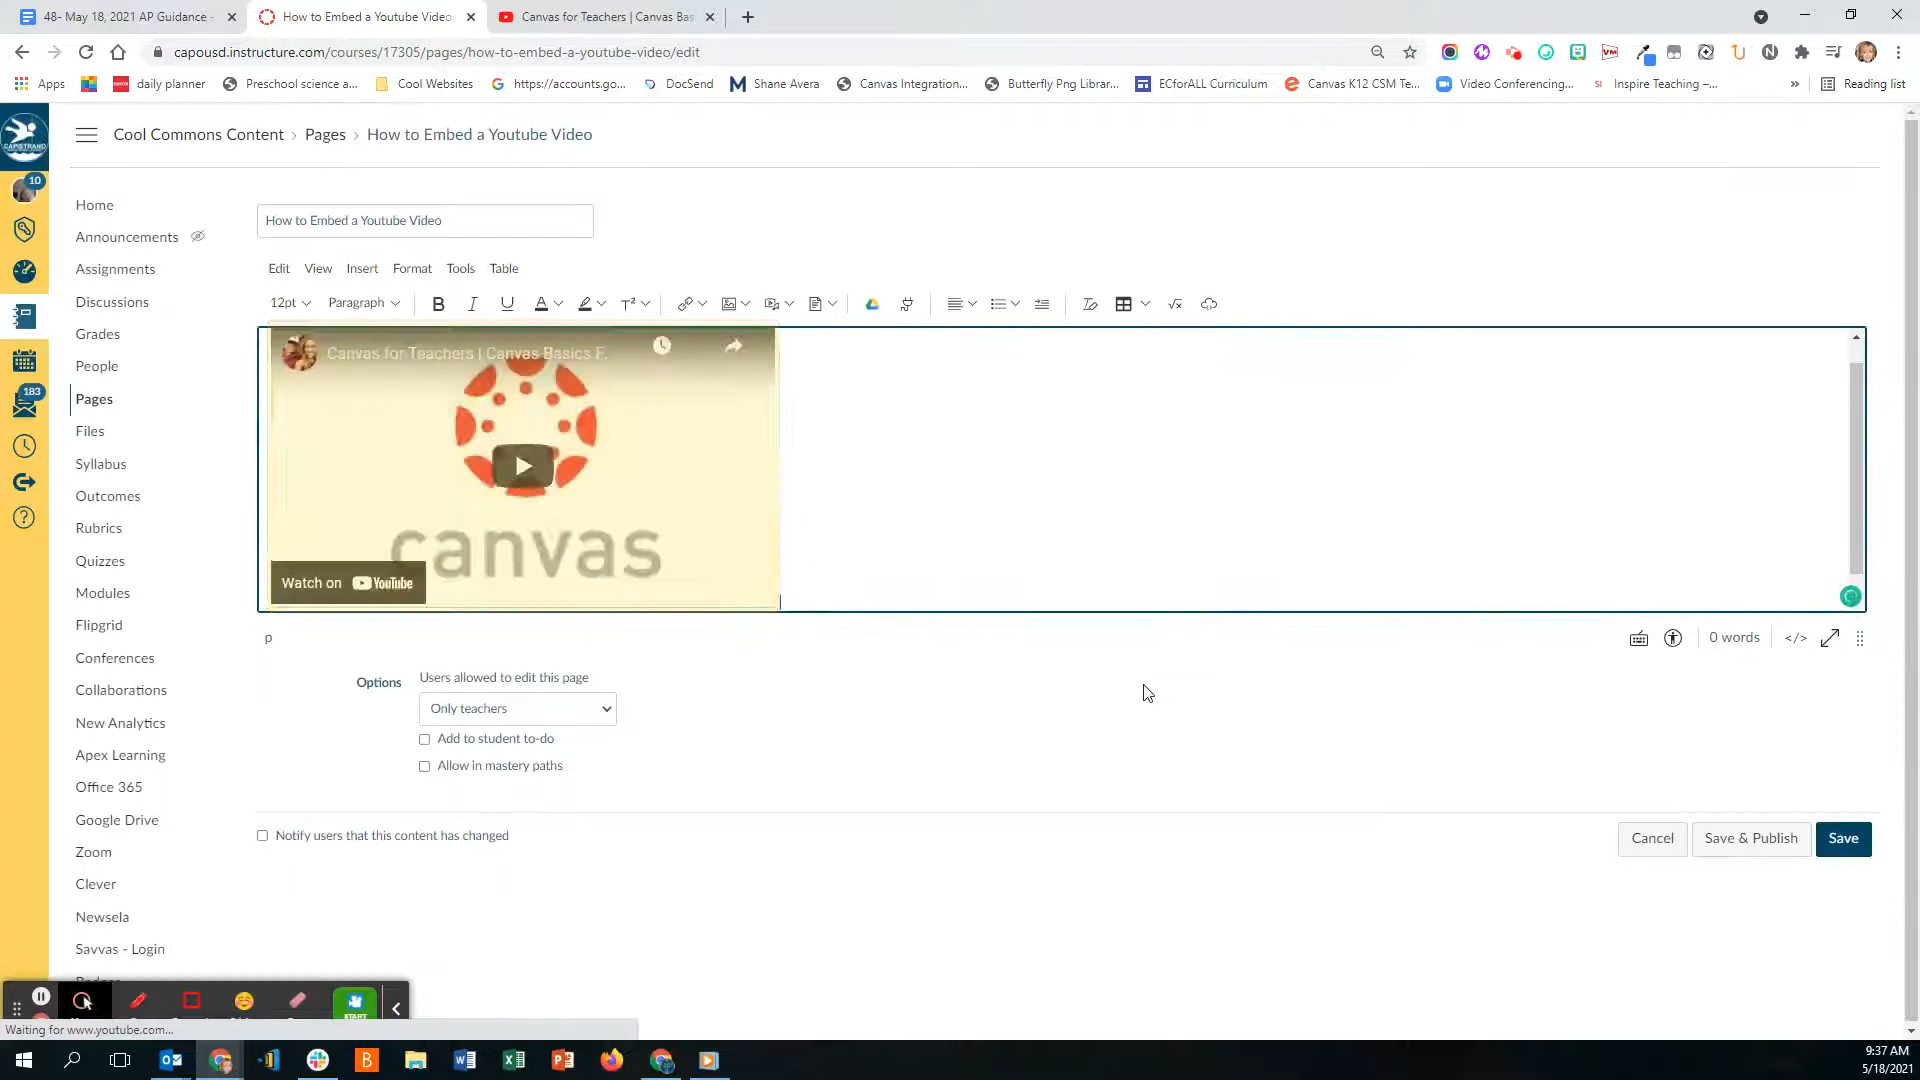 48- May 18, 2021 AP Guidance -
How to Embed a Youtube Video
Canvas for Teachers | Canvas Bas
capousd.instructure.com/courses/17305/pages/how-to-embed-a-youtube-video/edit
Apps
daily planner
Preschool science a...
Cool Websites
https://accounts.go...
DocSend
Shane Avera
Canvas Integration...
Butterfly Png Librar...
ECforALL Curriculum
Canvas K12 CSM Te...
Video Conferencing...
Inspire Teaching –...
»
Reading list
Cool Commons Content › Pages › How to Embed a Youtube Video
CAPISTRANO
10
183
Home
Announcements
Assignments
Discussions
Grades
People
Pages
Files
Syllabus
Outcomes
Rubrics
Quizzes
Modules
Flipgrid
Conferences
Collaborations
New Analytics
Apex Learning
Office 365
Google Drive
Zoom
Clever
Newsela
Savvas - Login
How to Embed a Youtube Video
Edit View Insert Format Tools Table
12pt Paragraph B I U A T²
Canvas for Teachers | Canvas Basics F.
canvas
Watch on YouTube
p
0 words </>
Options
Users allowed to edit this page
Only teachers
Add to student to-do
Allow in mastery paths
Notify users that this content has changed
Cancel
Save & Publish
Save
START
Waiting for www.youtube.com...
9:37 AM
5/18/2021